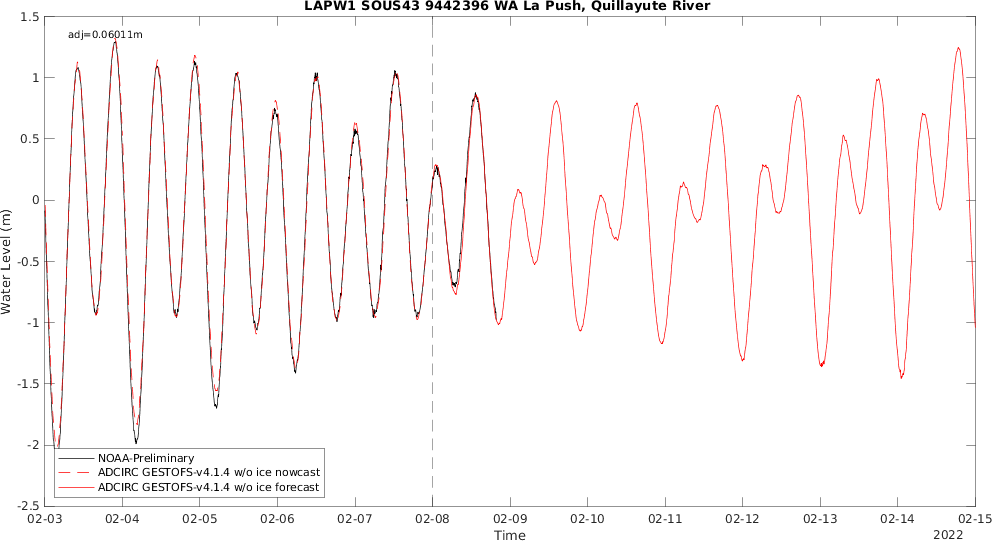 LAPW1 SOUS43 9442396 WA La Push, Quillayute River
adj=0.06011m
Water Level (m)
1.5
1
0.5
0
-0.5
-1
-1.5
-2
-2.5
NOAA-Preliminary
ADCIRC GESTOFS-v4.1.4 w/o ice nowcast
ADCIRC GESTOFS-v4.1.4 w/o ice forecast
02-03 02-04 02-05 02-06 02-07 02-08 02-09 02-10 02-11 02-12 02-13 02-14 02-15
Time
2022